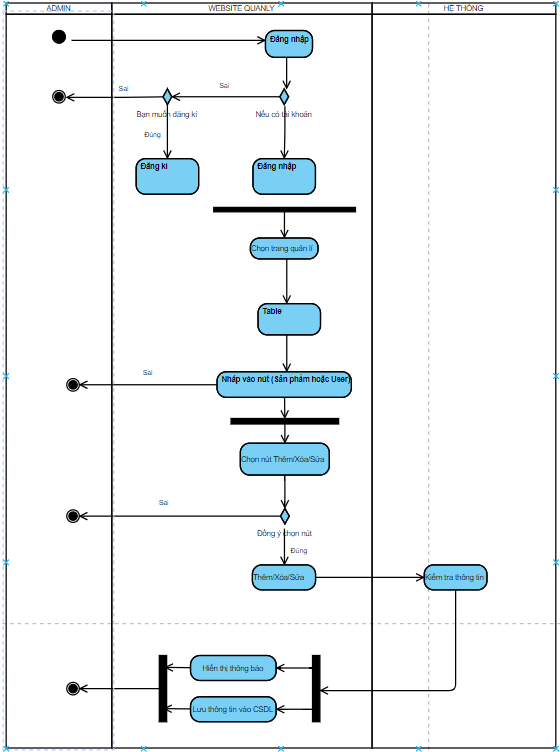 ADMIN
WEBSITE QUANLY
HỆ THỐNG
Đăng nhập
Sai
Sai
Bạn muốn đăng kí
Nếu có tài khoản
Đúng
Đăng kí
Đăng nhập
Chọn trang quản lí
Table
Nhấp vào nút (Sản phẩm hoặc User)
Sai
Chọn nút Thêm/Xóa/Sửa
Sai
Đồng ý chọn nút
Đúng
Thêm/Xóa/Sửa
Kiểm tra thông tin
Hiển thị thông báo
Lưu thông tin vào CSDL